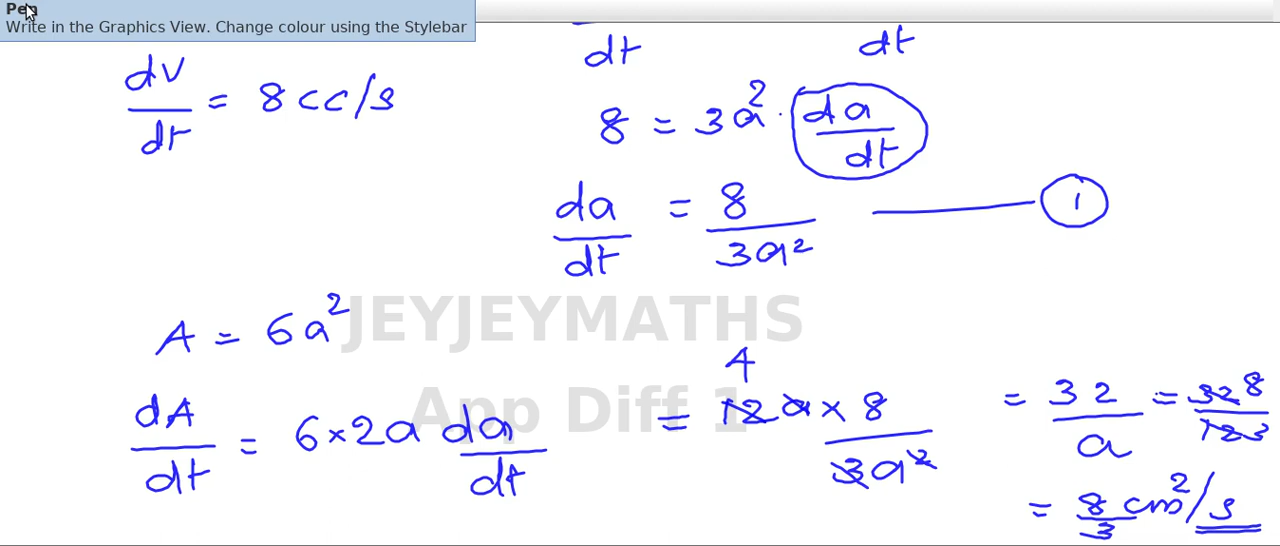 Pen
Write in the Graphics View. Change colour using the Stylebar
dV/dt = 8 cc/s
dt dt
8 = 3a² · da/dt
da/dt = 8/3a² ——— ①
JEYJEYMATHS
A = 6a²
App Diff 1
dA/dt = 6×2a da/dt = 12a × 8/3a² 4 = 32/a = 32/12 8/3
= 8/3 cm²/s